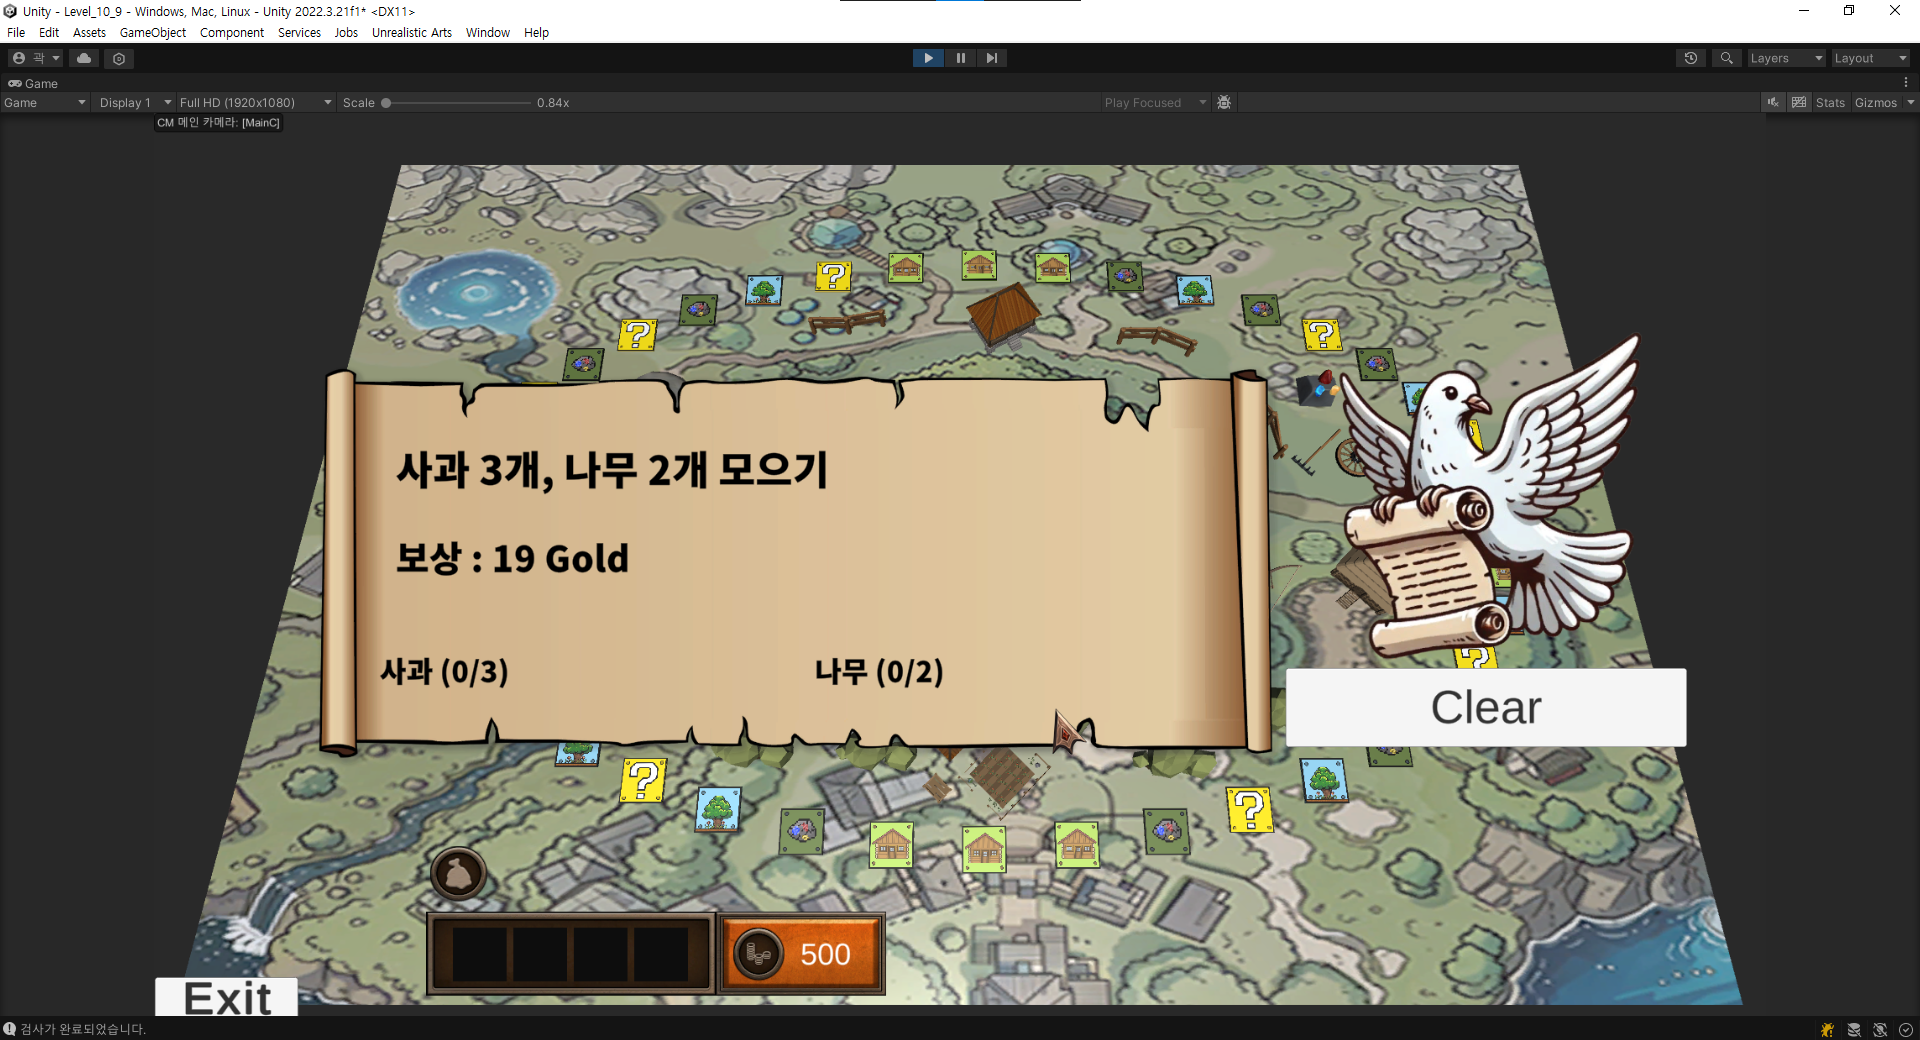 Unity - Level_10_9 - Windows, Mac, Linux - Unity 2022.3.21f1* <DX11>
File Edit Assets GameObject Component Services Jobs Unrealistic Arts Window Help
곽 Layers Layout
Game
Game Display 1 Full HD (1920x1080) Scale 0.84x Play Focused Stats Gizmos
CM 메인 카메라: [MainC]
사과 3개, 나무 2개 모으기
보상 : 19 Gold
사과 (0/3) 나무 (0/2)
Clear
500
Exit
검사가 완료되었습니다.